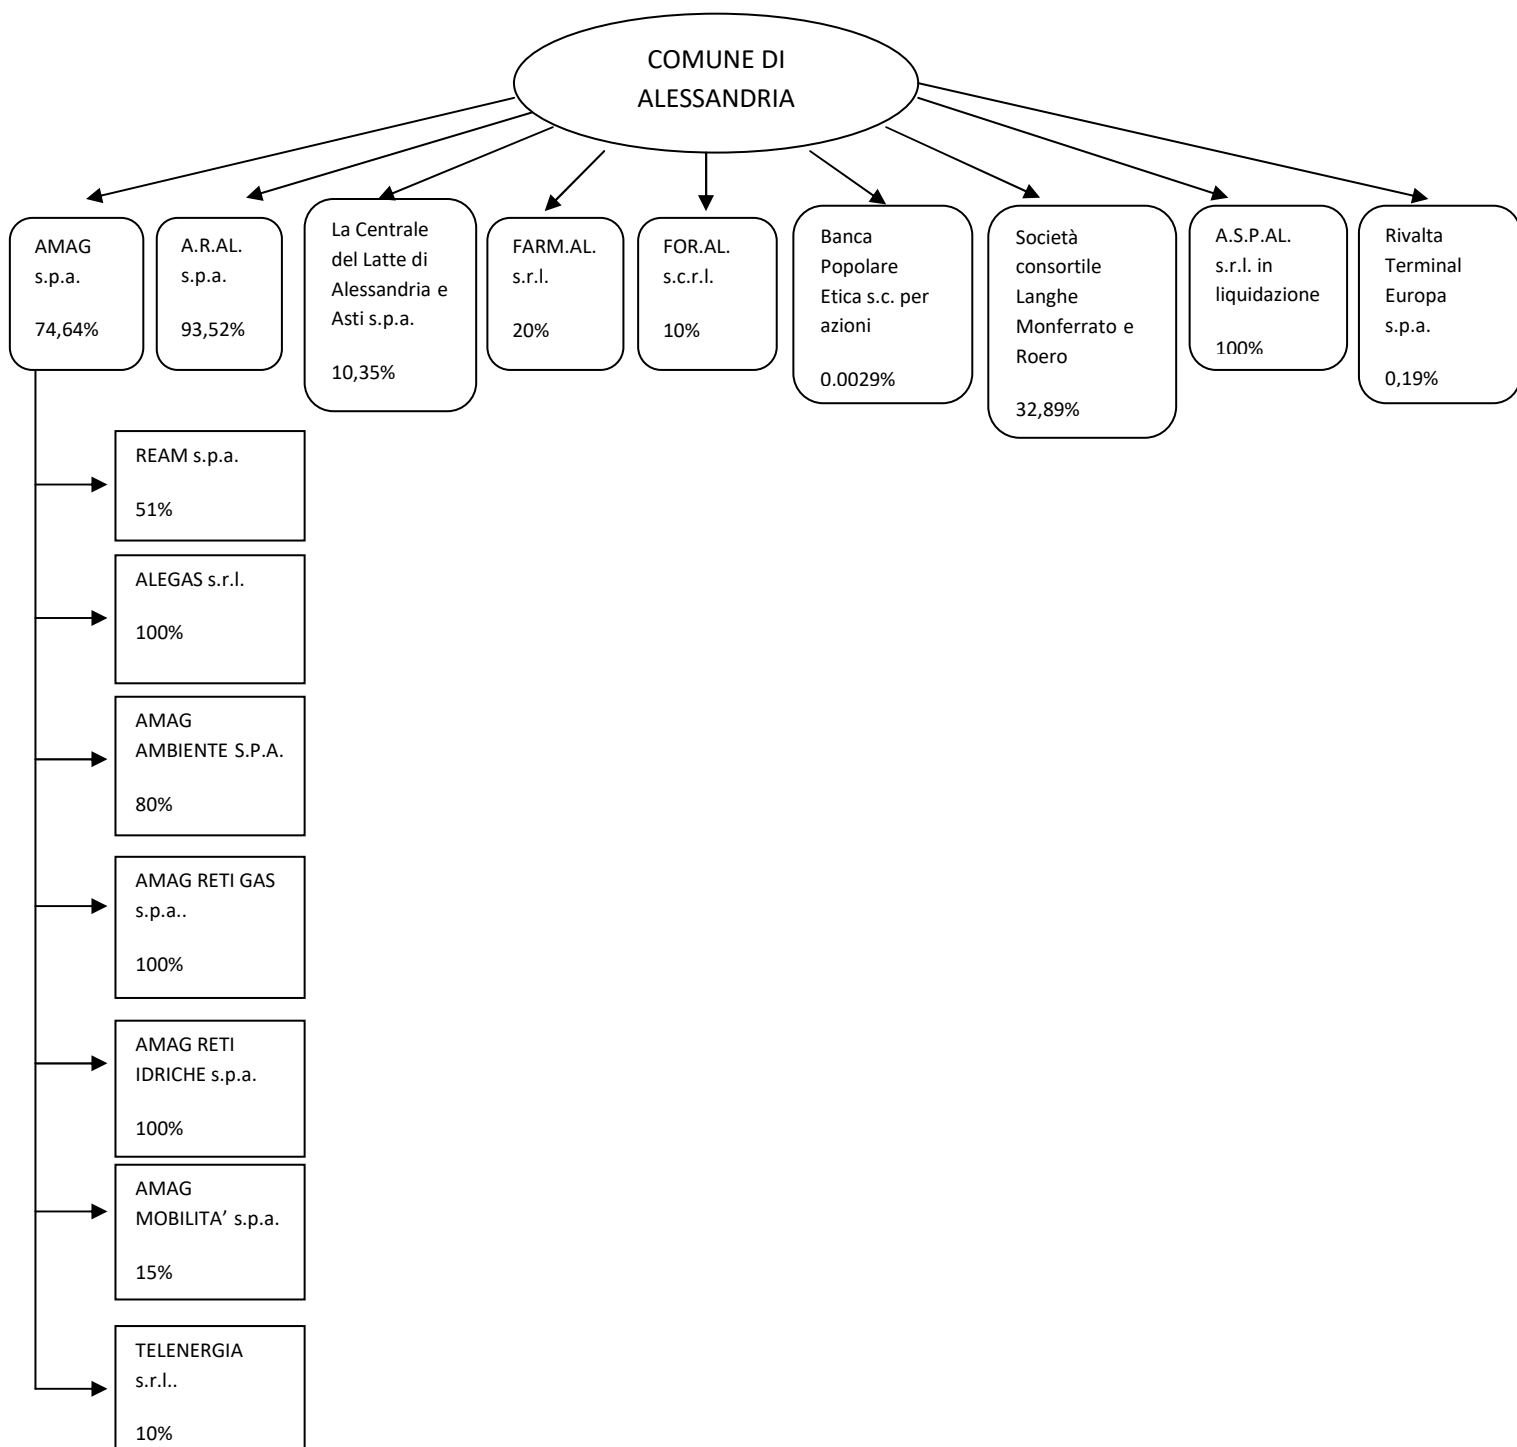 COMUNE DI
ALESSANDRIA
AMAG
s.p.a.
74,64%
A.R.AL.
s.p.a.
93,52%
La Centrale
del Latte di
Alessandria e
Asti s.p.a.
10,35%
FARM.AL.
s.r.l.
20%
FOR.AL.
s.c.r.l.
10%
Banca
Popolare
Etica s.c. per
azioni
0.0029%
Società
consortile
Langhe
Monferrato e
Roero
32,89%
A.S.P.AL.
s.r.l. in
liquidazione
100%
Rivalta
Terminal
Europa
s.p.a.
0,19%
REAM s.p.a.
51%
ALEGAS s.r.l.
100%
AMAG
AMBIENTE S.P.A.
80%
AMAG RETI GAS
s.p.a..
100%
AMAG RETI
IDRICHE s.p.a.
100%
AMAG
MOBILITA’ s.p.a.
15%
TELENERGIA
s.r.l..
10%